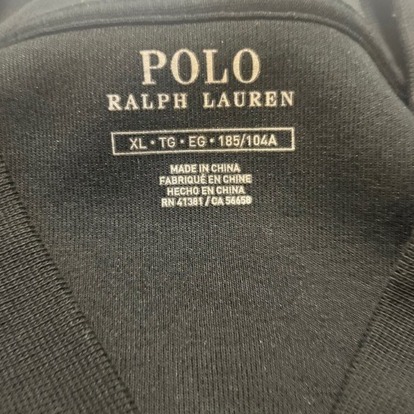 POLO
RALPH LAUREN
XL • TG • EG • 185/104A
MADE IN CHINA
FABRIQUÉ EN CHINE
HECHO EN CHINA
RN 41381 / CA 56650